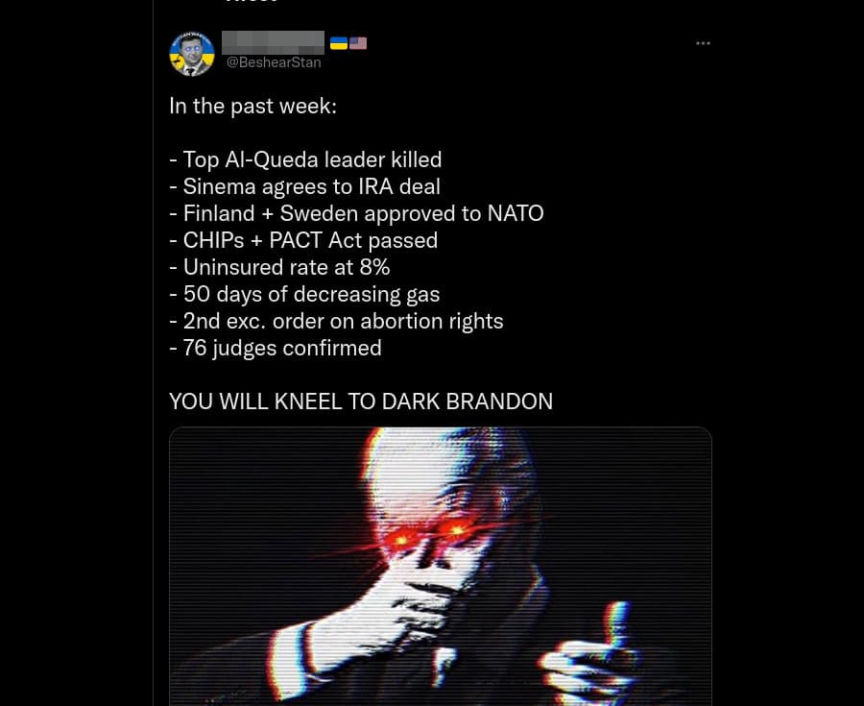 @BeshearStan
In the past week:
- Top Al-Queda leader killed
- Sinema agrees to IRA deal
- Finland + Sweden approved to NATO
- CHIPs + PACT Act passed
- Uninsured rate at 8%
- 50 days of decreasing gas
- 2nd exc. order on abortion rights
- 76 judges confirmed
YOU WILL KNEEL TO DARK BRANDON